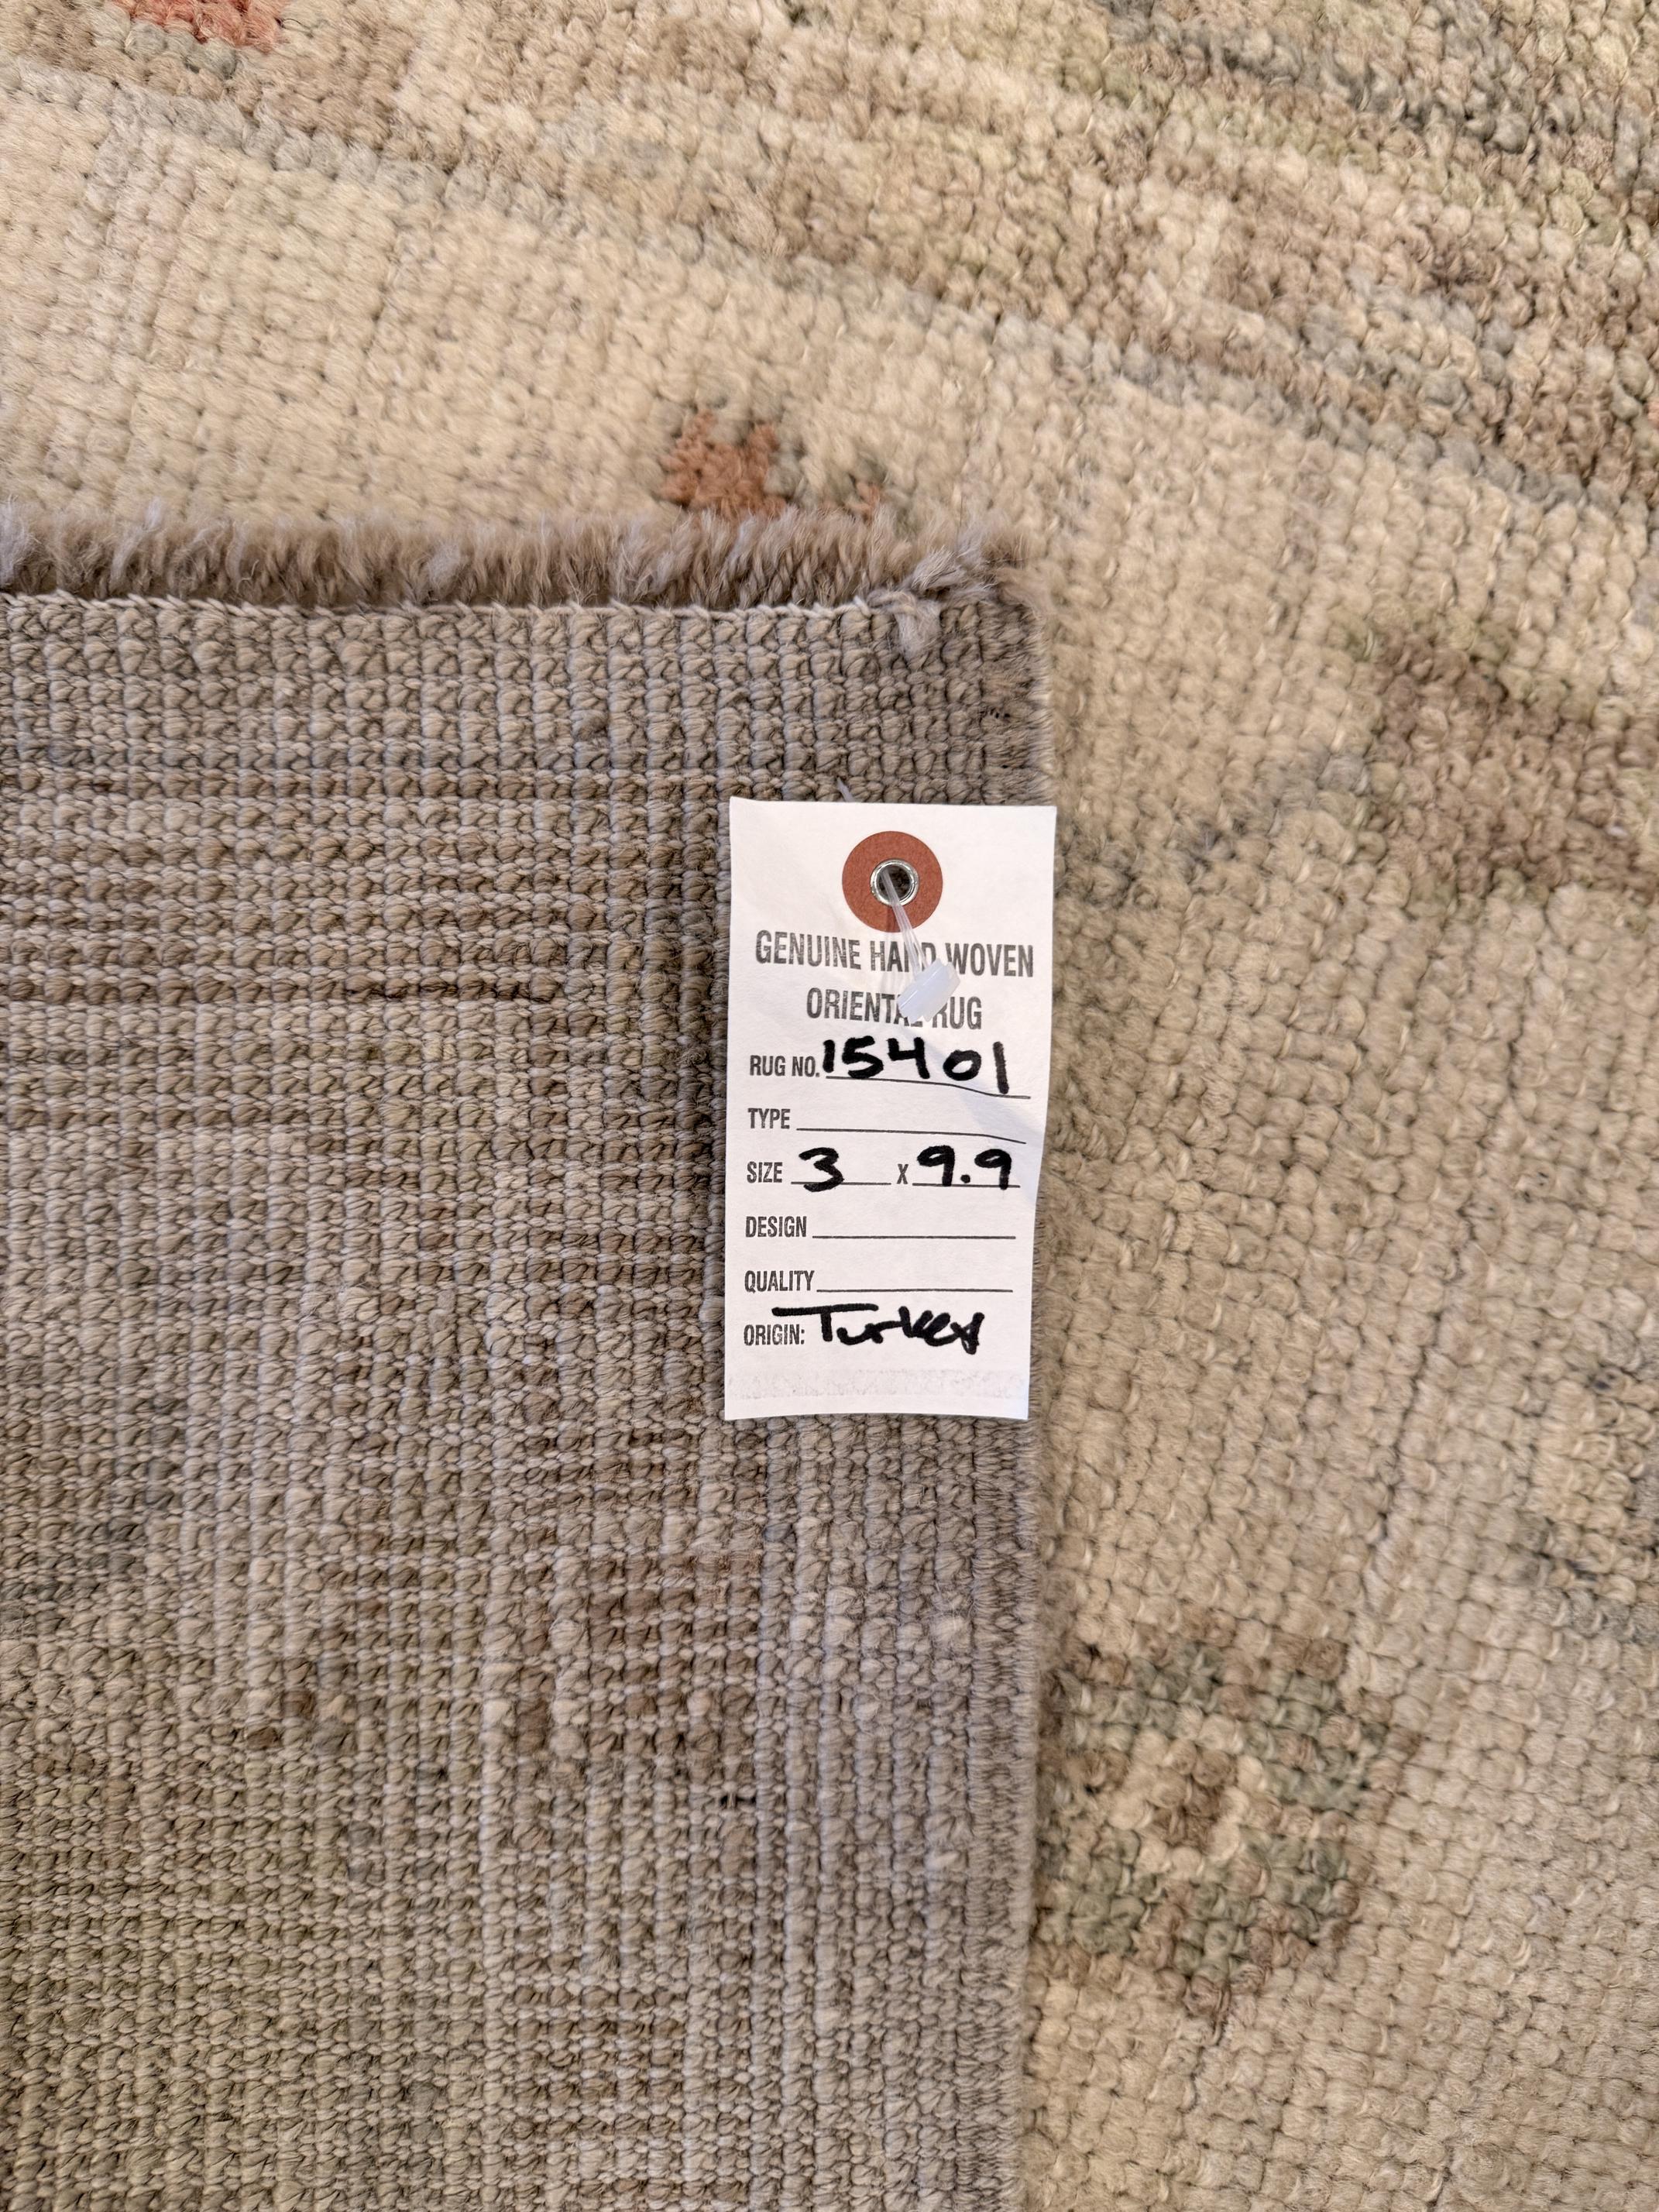 GENUINE HAND WOVEN
ORIENTAL RUG
RUG NO. 15401
TYPE
SIZE 3 X 9.9
DESIGN
QUALITY
ORIGIN: Turkey